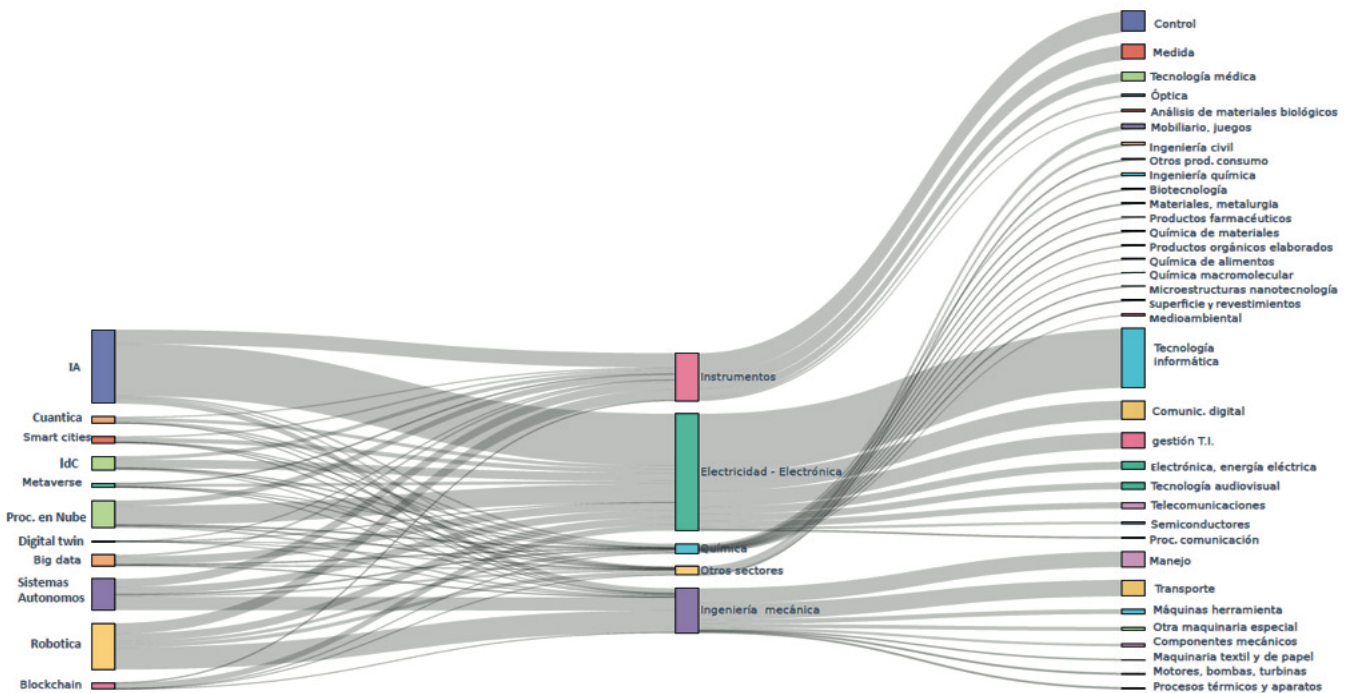 IA
Cuantica
Smart cities
IdC
Metaverse
Proc. en Nube
Digital twin
Big data
Sistemas
Autonomos
Robotica
Blockchain
Instrumentos
Electricidad - Electrónica
Química
Otros sectores
Ingeniería mecánica
Control
Medida
Tecnología médica
Óptica
Análisis de materiales biológicos
Mobiliario, juegos
Ingeniería civil
Otros prod. consumo
Ingeniería química
Biotecnología
Materiales, metalurgia
Productos farmacéuticos
Química de materiales
Productos orgánicos elaborados
Química de alimentos
Química macromolecular
Microestructuras nanotecnología
Superficie y revestimientos
Medioambiental
Tecnología
informática
Comunic. digital
gestión T.I.
Electrónica, energía eléctrica
Tecnología audiovisual
Telecomunicaciones
Semiconductores
Proc. comunicación
Manejo
Transporte
Máquinas herramienta
Otra maquinaria especial
Componentes mecánicos
Maquinaria textil y de papel
Motores, bombas, turbinas
Procesos térmicos y aparatos